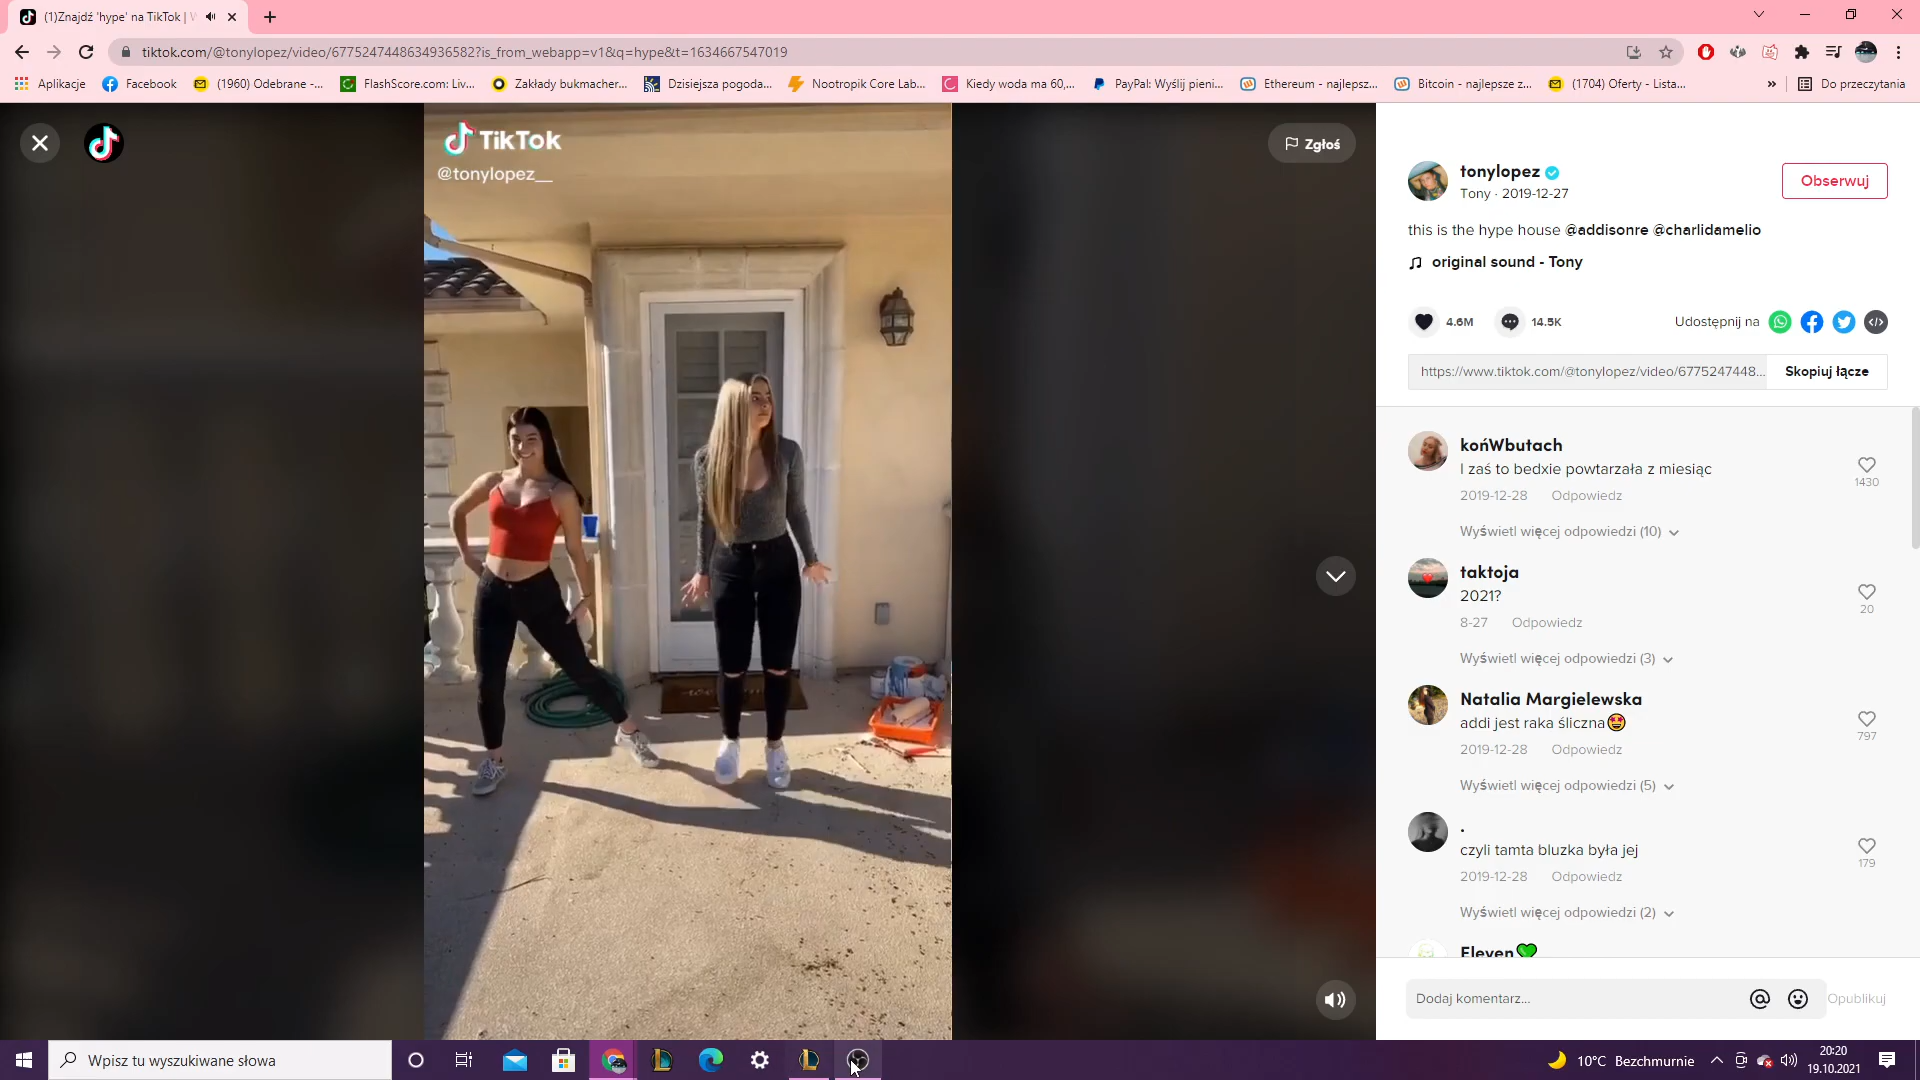 (1)Znajdź 'hype' na TikTok |
tiktok.com/@tonylopez/video/6775247448634936582?is_from_webapp=v1&q=hype&t=1634667547019
Aplikacje Facebook (1960) Odebrane -... FlashScore.com: Liv... Zakłady bukmacher... Dzisiejsza pogoda... Nootropik Core Lab... Kiedy woda ma 60,... PayPal: Wyślij pieni... Ethereum - najlepsz... Bitcoin - najlepsze z... (1704) Oferty - Lista... » Do przeczytania
TikTok
@tonylopez__
Zgłoś
tonylopez
Tony · 2019-12-27
Obserwuj
this is the hype house @addisonre @charlidamelio
original sound - Tony
4.6M 14.5K Udostępnij na
https://www.tiktok.com/@tonylopez/video/6775247448... Skopiuj łącze
końWbutach
I zaś to bedxie powtarzała z miesiąc
1430
2019-12-28 Odpowiedz
Wyświetl więcej odpowiedzi (10)
taktoja
2021?
20
8-27 Odpowiedz
Wyświetl więcej odpowiedzi (3)
Natalia Margielewska
addi jest raka śliczna🤩
797
2019-12-28 Odpowiedz
Wyświetl więcej odpowiedzi (5)
.
czyli tamta bluzka była jej
179
2019-12-28 Odpowiedz
Wyświetl więcej odpowiedzi (2)
Eleven💚
Dodaj komentarz... Opublikuj
Wpisz tu wyszukiwane słowa
10°C Bezchmurnie
20:20
19.10.2021